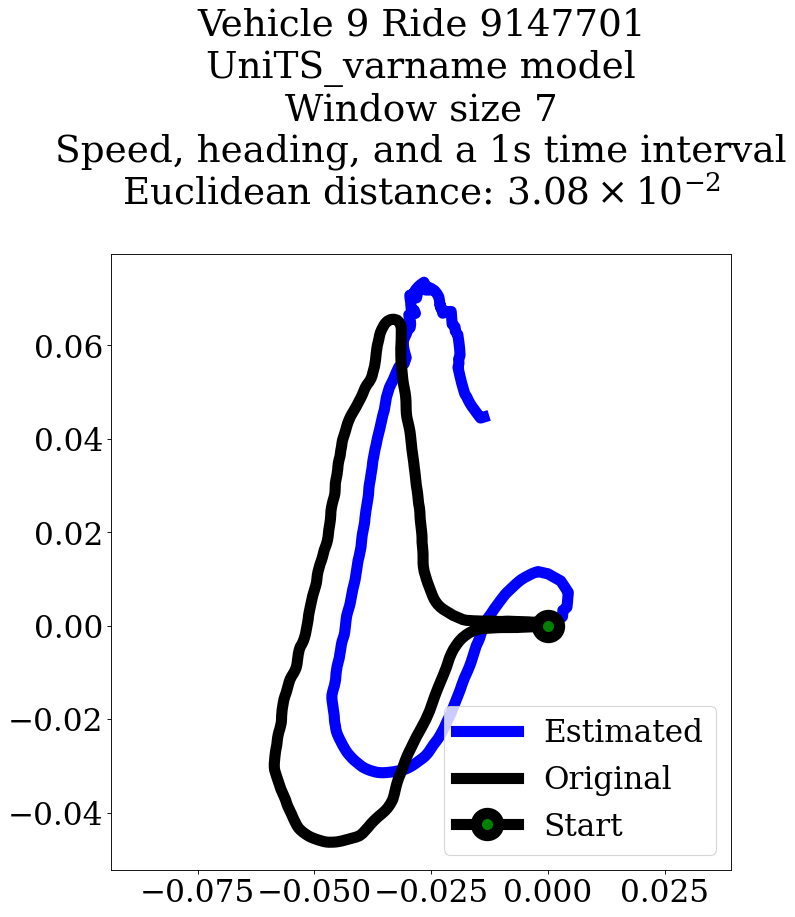 Vehicle 9 Ride 9147701
UniTS_varname model
Window size 7
Speed, heading, and a 1s time interval
Euclidean distance: 3.08 × 10⁻²
0.06
0.04
0.02
0.00
−0.02
−0.04
Estimated
Original
Start
−0.075 −0.050 −0.025 0.000 0.025